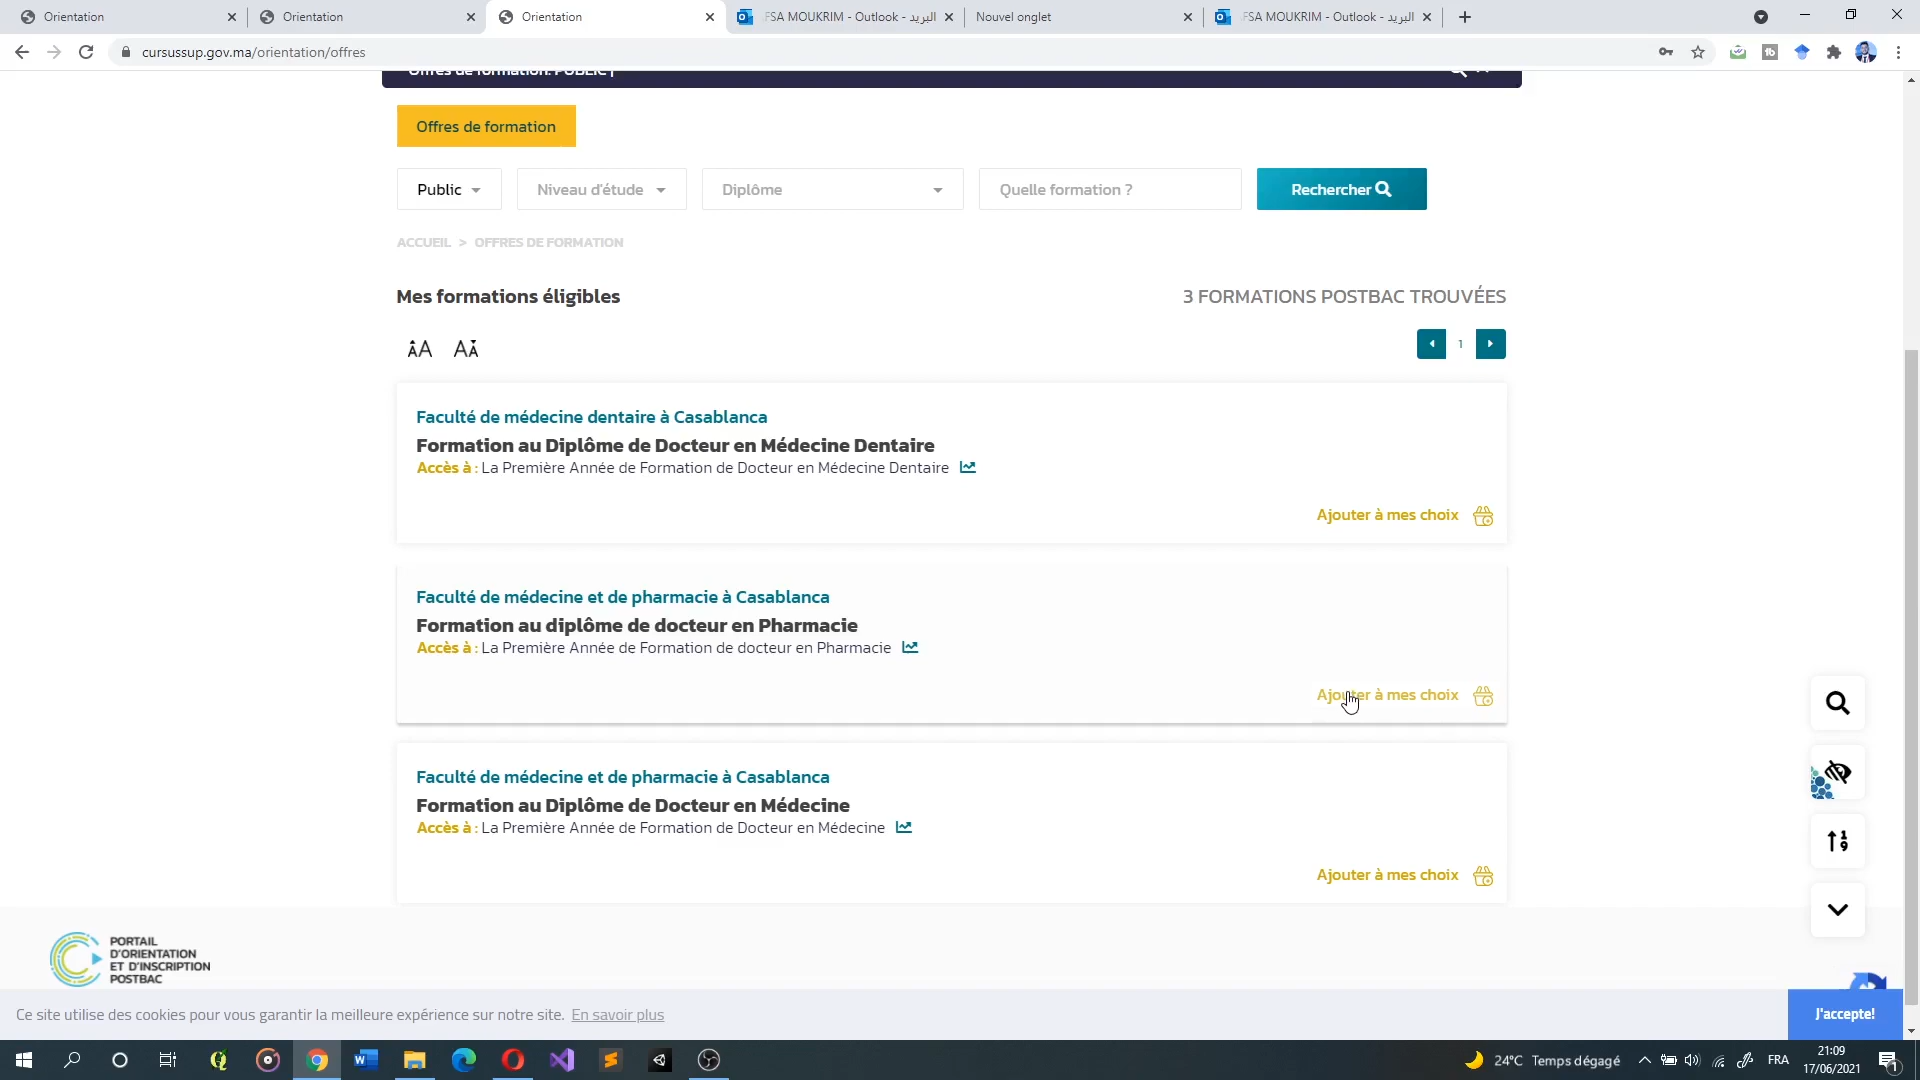 Orientation
Orientation
Orientation
FSA MOUKRIM - Outlook - البريد
Nouvel onglet
FSA MOUKRIM - Outlook - البريد
cursussup.gov.ma/orientation/offres
Offres de formation: PUBLIC |
Offres de formation
Public
Niveau d'étude
Diplôme
Quelle formation ?
Rechercher
ACCUEIL > OFFRES DE FORMATION
Mes formations éligibles
3 FORMATIONS POSTBAC TROUVÉES
AA AA
1
Faculté de médecine dentaire à Casablanca
Formation au Diplôme de Docteur en Médecine Dentaire
Accès à : La Première Année de Formation de Docteur en Médecine Dentaire
Ajouter à mes choix
Faculté de médecine et de pharmacie à Casablanca
Formation au diplôme de docteur en Pharmacie
Accès à : La Première Année de Formation de docteur en Pharmacie
Ajouter à mes choix
Faculté de médecine et de pharmacie à Casablanca
Formation au Diplôme de Docteur en Médecine
Accès à : La Première Année de Formation de Docteur en Médecine
Ajouter à mes choix
PORTAIL
D'ORIENTATION
ET D'INSCRIPTION
POSTBAC
Ce site utilise des cookies pour vous garantir la meilleure expérience sur notre site. En savoir plus
J'accepte!
24°C Temps dégagé
FRA
21:09
17/06/2021
1